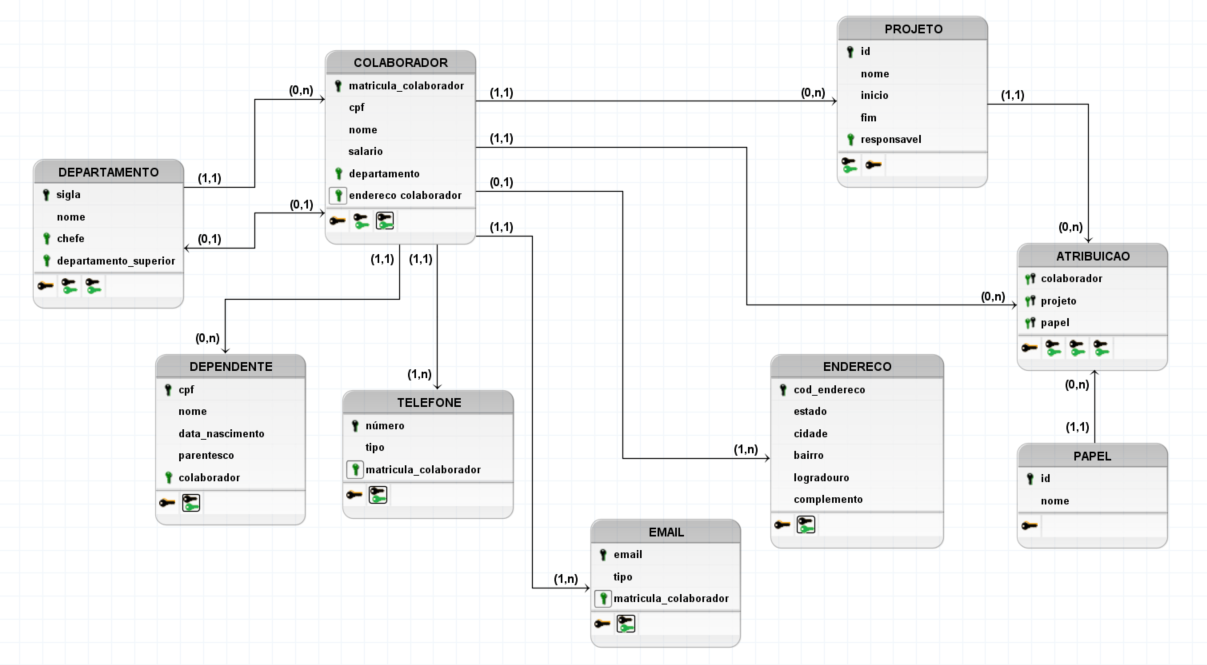 PROJETO
id
nome
inicio
fim
responsavel
COLABORADOR
matricula_colaborador
cpf
nome
salario
departamento
endereco colaborador
DEPARTAMENTO
sigla
nome
chefe
departamento_superior
(0,n)
(1,1)
(0,1)
(0,1)
(1,1)
(0,n)
(1,1)
(0,1)
(1,1)
(1,1)
(1,1)
(1,1)
(0,n)
(0,n)
ATRIBUICAO
colaborador
projeto
papel
(0,n)
(1,1)
PAPEL
id
nome
(0,n)
DEPENDENTE
cpf
nome
data_nascimento
parentesco
colaborador
(1,n)
TELEFONE
número
tipo
matricula_colaborador
(1,n)
ENDERECO
cod_endereco
estado
cidade
bairro
logradouro
complemento
(1,n)
EMAIL
email
tipo
matricula_colaborador